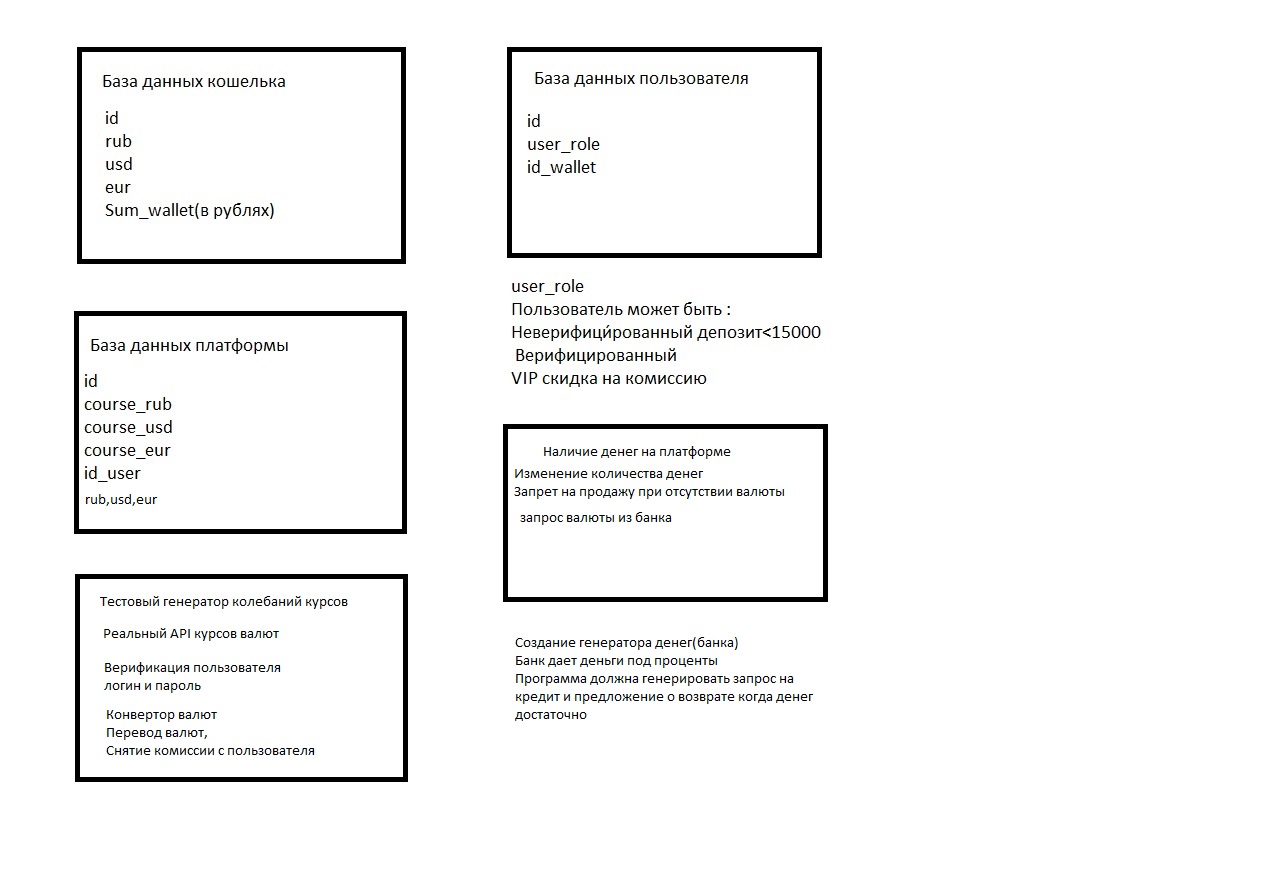 База данных кошелька
id
rub
usd
eur
Sum_wallet(в рублях)
База данных пользователя
id
user_role
id_wallet
user_role
Пользователь может быть :
Неверифици́рованный депозит<15000
Верифицированный
VIP скидка на комиссию
База данных платформы
id
course_rub
course_usd
course_eur
id_user
rub,usd,eur
Наличие денег на платформе
Изменение количества денег
Запрет на продажу при отсутствии валюты
запрос валюты из банка
Тестовый генератор колебаний курсов
Реальный API курсов валют
Верификация пользователя
логин и пароль
Конвертор валют
Перевод валют,
Снятие комиссии с пользователя
Создание генератора денег(банка)
Банк дает деньги под проценты
Программа должна генерировать запрос на
кредит и предложение о возврате когда денег
достаточно